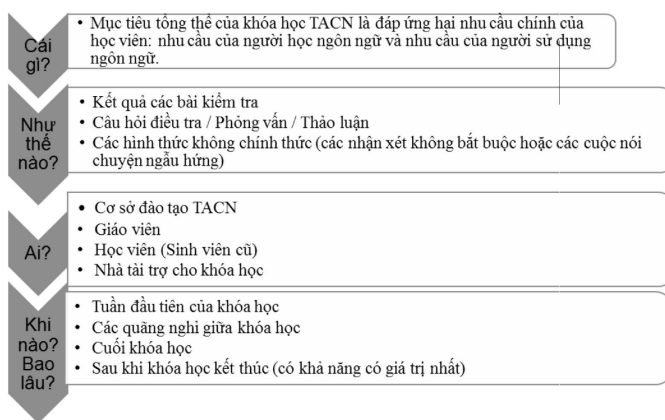 Cái
gì?
• Mục tiêu tổng thể của khóa học TACN là đáp ứng hai nhu cầu chính của
học viên: nhu cầu của người học ngôn ngữ và nhu cầu của người sử dụng
ngôn ngữ.
Như
thế
nào?
• Kết quả các bài kiểm tra
• Câu hỏi điều tra / Phỏng vấn / Thảo luận
• Các hình thức không chính thức (các nhận xét không bắt buộc hoặc các cuộc nói
chuyện ngẫu hứng)
Ai?
• Cơ sở đào tạo TACN
• Giáo viên
• Học viên (Sinh viên cũ)
• Nhà tài trợ cho khóa học
Khi
nào?
Bao
lâu?
• Tuần đầu tiên của khóa học
• Các quãng nghỉ giữa khóa học
• Cuối khóa học
• Sau khi khóa học kết thúc (có khả năng có giá trị nhất)